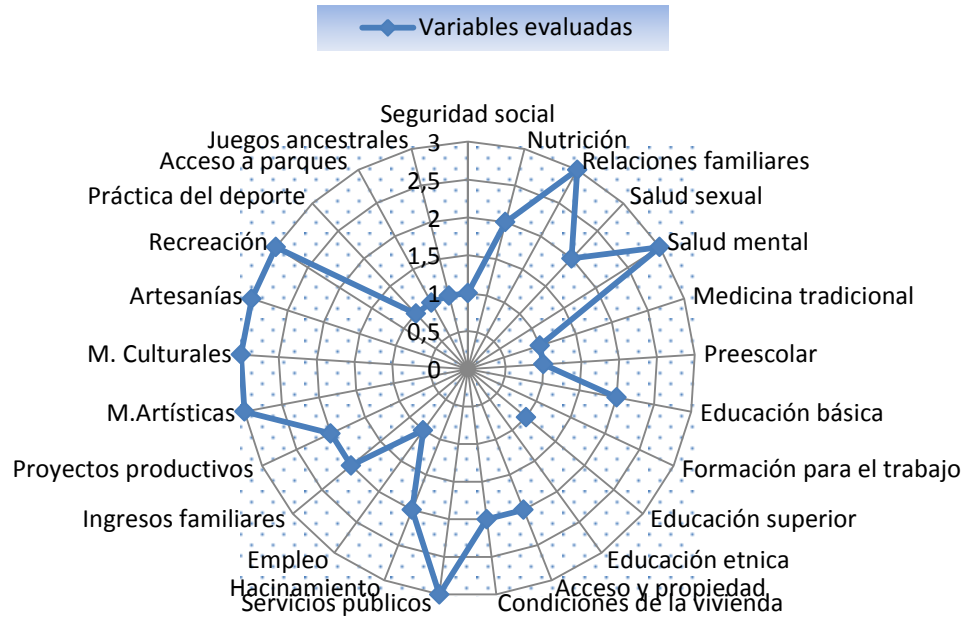 Variables evaluadas
Seguridad social
Nutrición
Relaciones familiares
Salud sexual
Salud mental
Medicina tradicional
Preescolar
Educación básica
Formación para el trabajo
Educación superior
Educación etnica
Acceso y propiedad
Condiciones de la vivienda
Servicios públicos
Hacinamiento
Empleo
Ingresos familiares
Proyectos productivos
M.Artísticas
M. Culturales
Artesanías
Recreación
Práctica del deporte
Acceso a parques
Juegos ancestrales
3
2,5
2
1,5
1
0,5
0